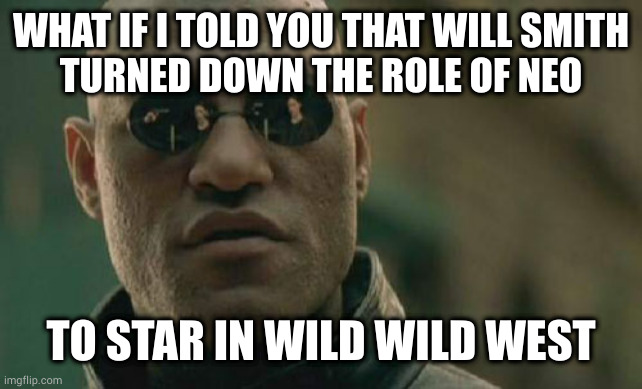 WHAT IF I TOLD YOU THAT WILL SMITH
TURNED DOWN THE ROLE OF NEO
TO STAR IN WILD WILD WEST
imgflip.com